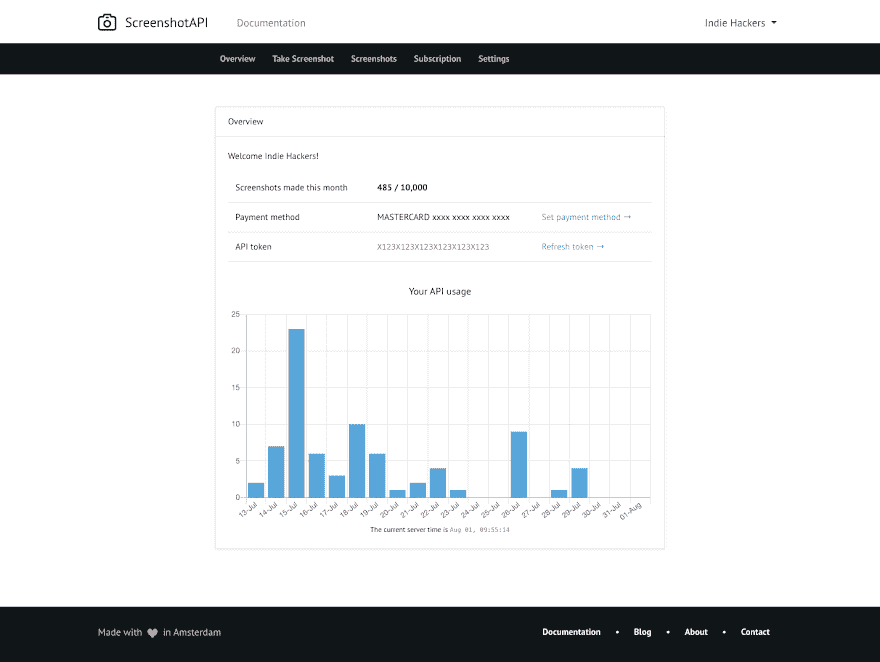 ScreenshotAPI Documentation Indie Hackers
Overview Take Screenshot Screenshots Subscription Settings
Overview
Welcome Indie Hackers!
Screenshots made this month 485 / 10,000
Payment method MASTERCARD xxxx xxxx xxxx xxxx Set payment method →
API token X123X123X123X123X123X123 Refresh token →
Your API usage
25
20
15
10
5
0
13-Jul 14-Jul 15-Jul 16-Jul 17-Jul 18-Jul 19-Jul 20-Jul 21-Jul 22-Jul 23-Jul 24-Jul 25-Jul 26-Jul 27-Jul 28-Jul 29-Jul 30-Jul 31-Jul 01-Aug
The current server time is Aug 01, 09:55:14
Made with ♥ in Amsterdam Documentation • Blog • About • Contact